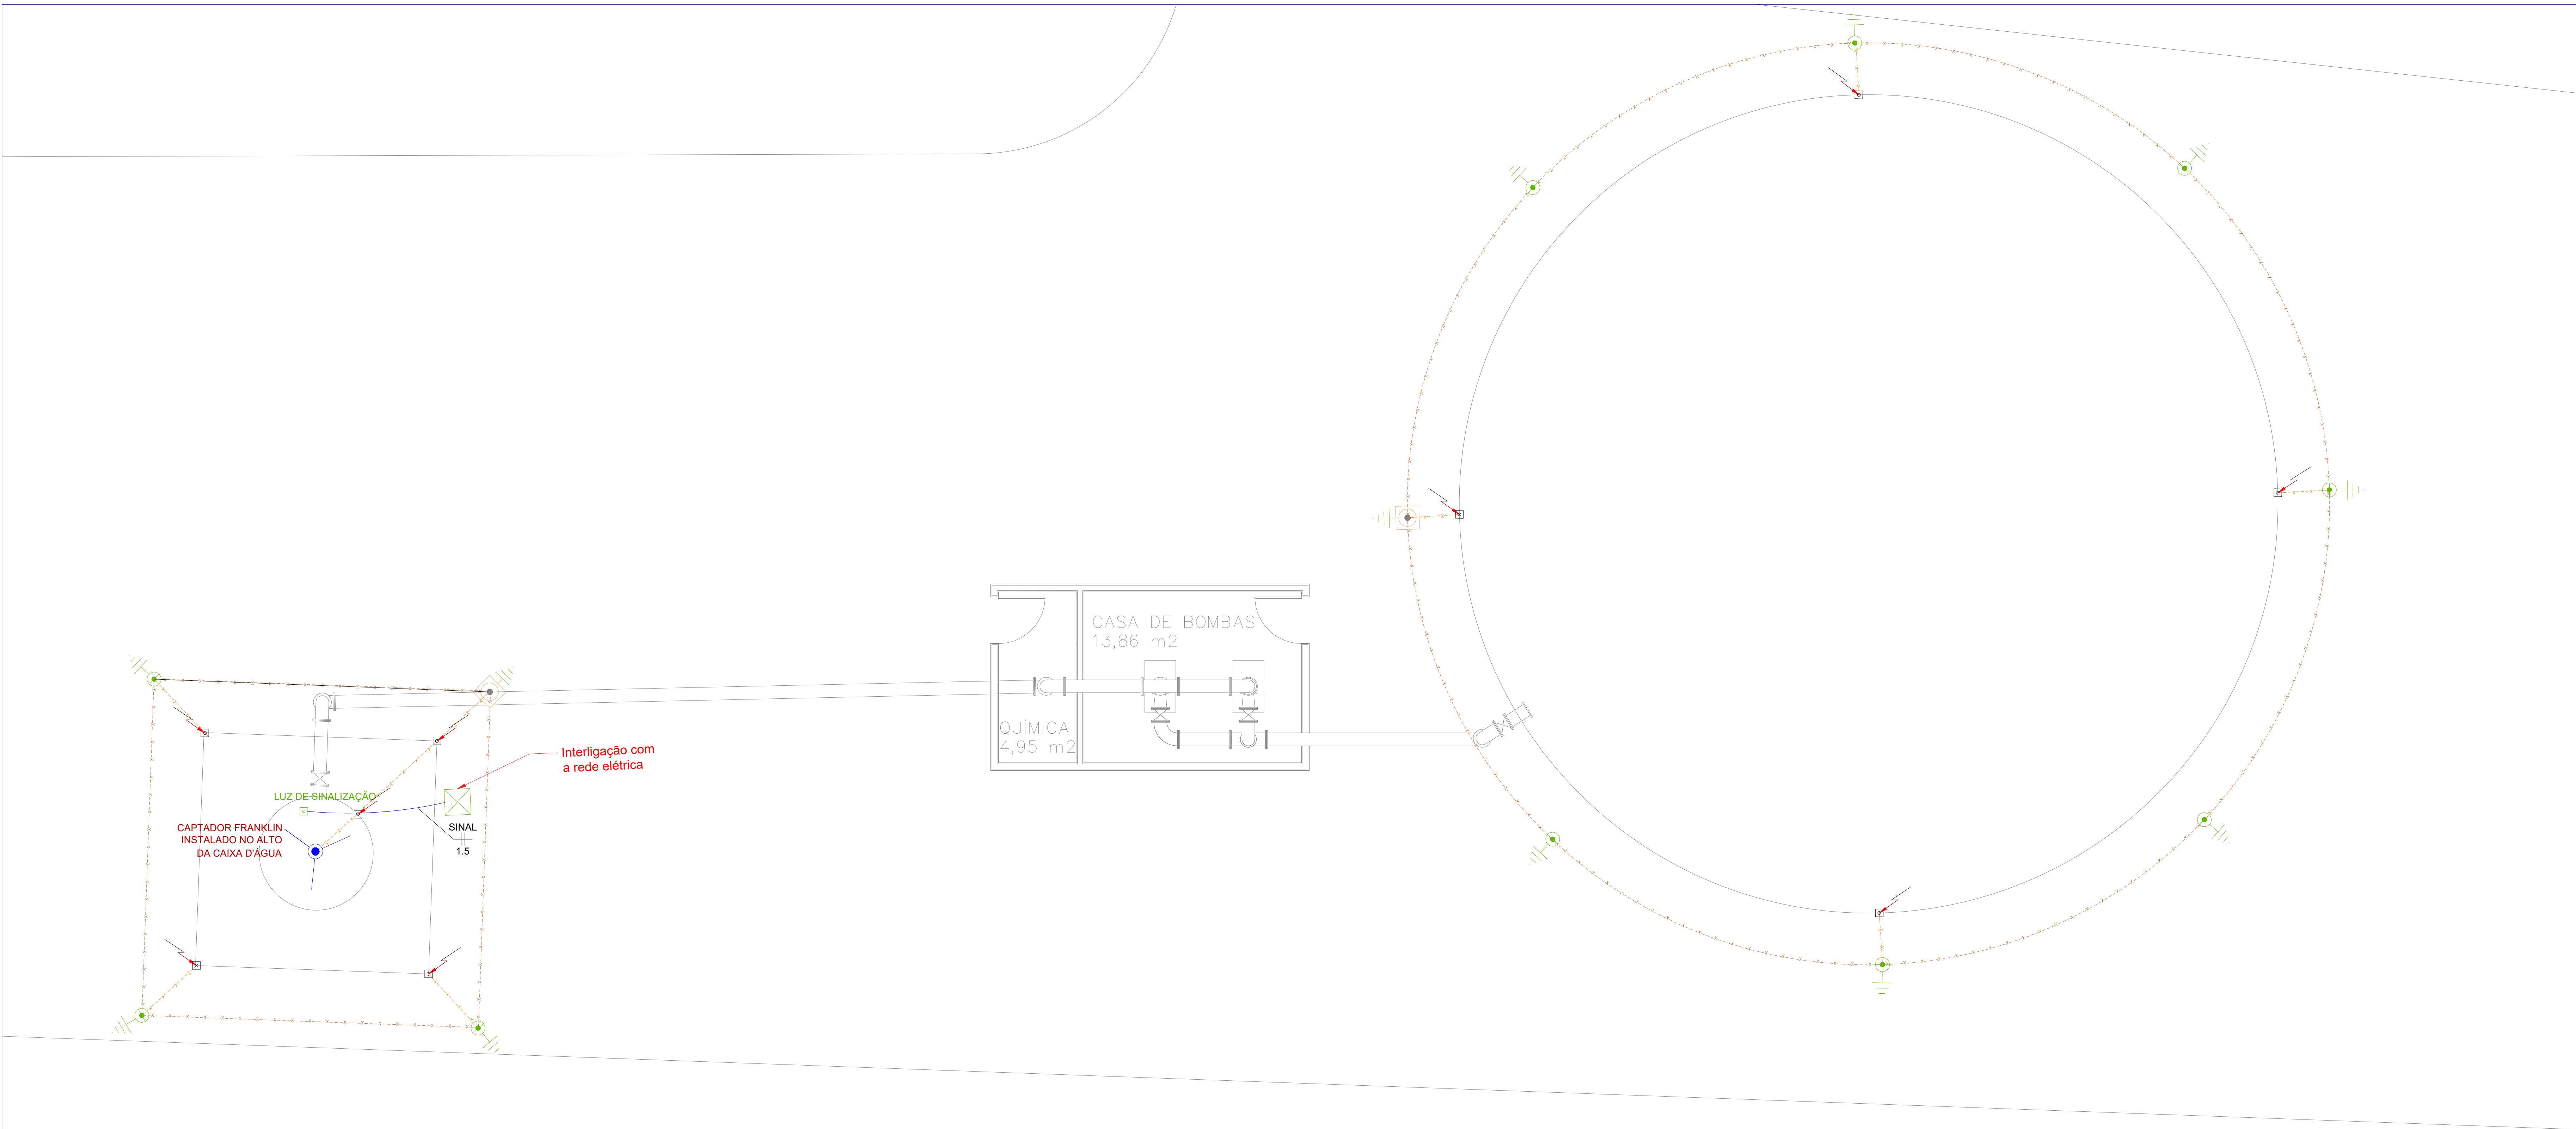 CASA DE BOMBAS
13,86 m2
QUÍMICA
4,95 m2
Interligação com
a rede elétrica
LUZ DE SINALIZAÇÃO
CAPTADOR FRANKLIN
INSTALADO NO ALTO
DA CAIXA D'ÁGUA
SINAL
1.5